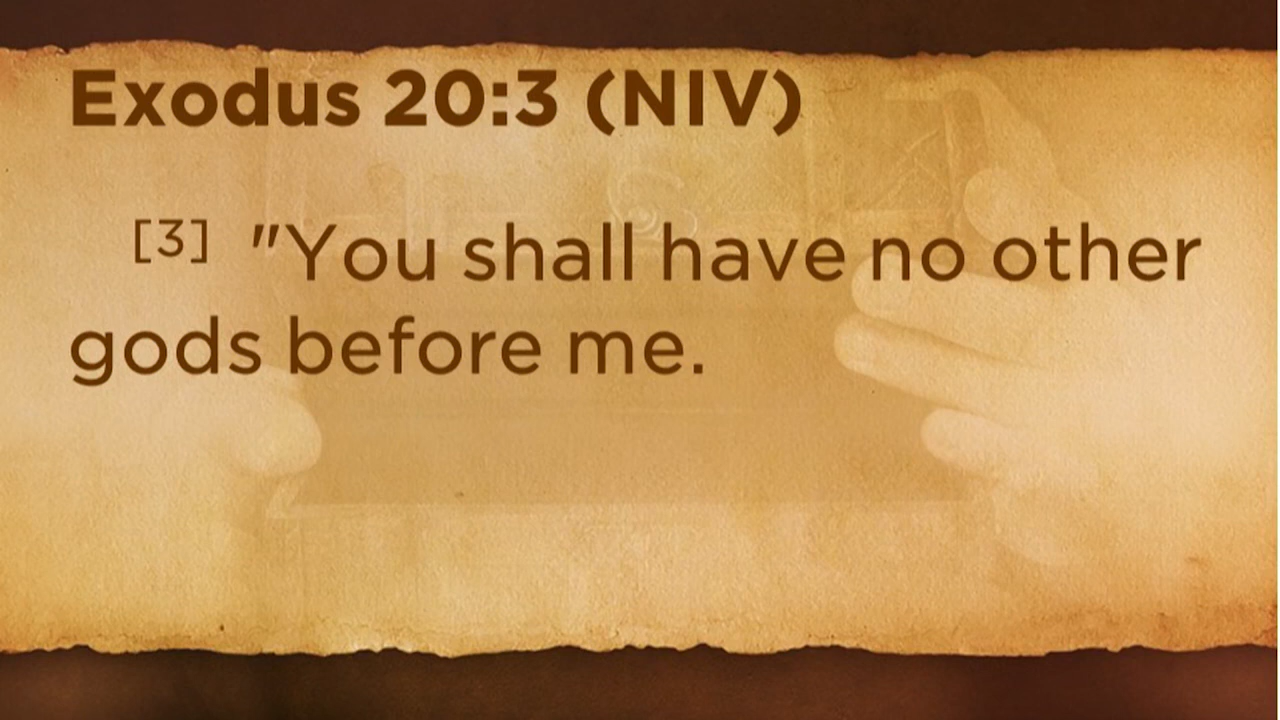 Exodus 20:3 (NIV)
[3] "You shall have no other
gods before me.